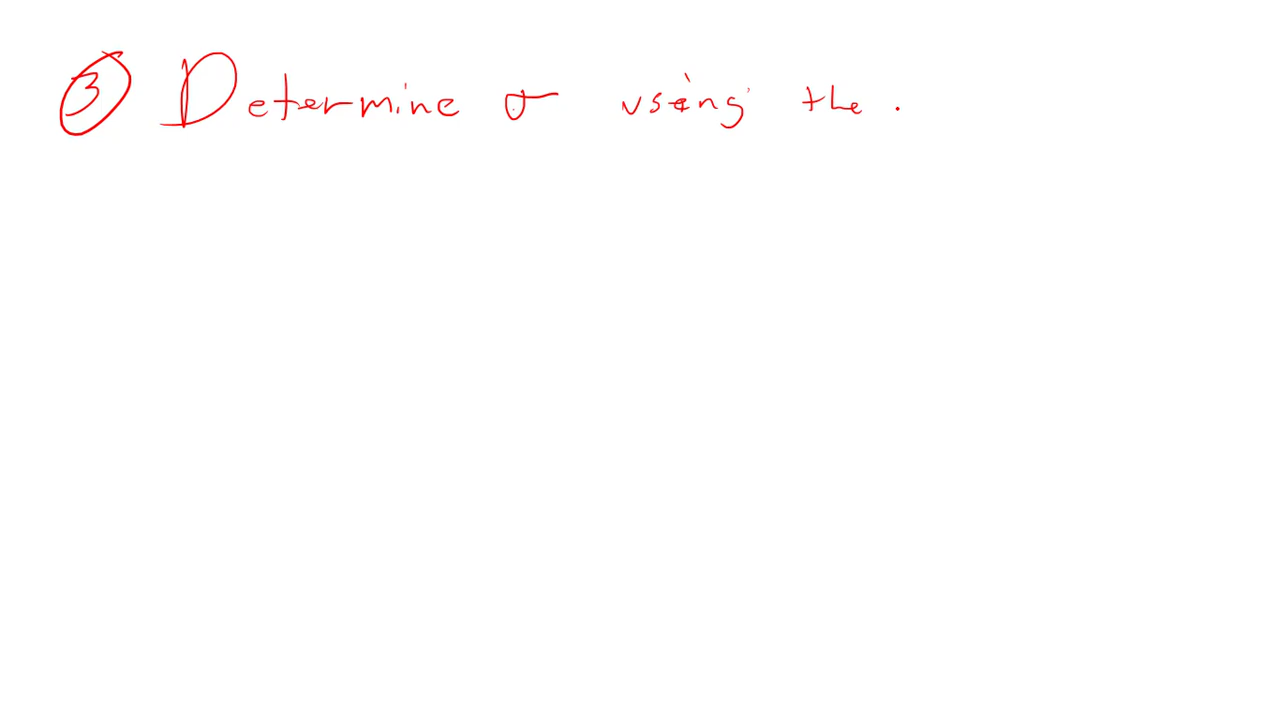 ③ Determine σ using the .